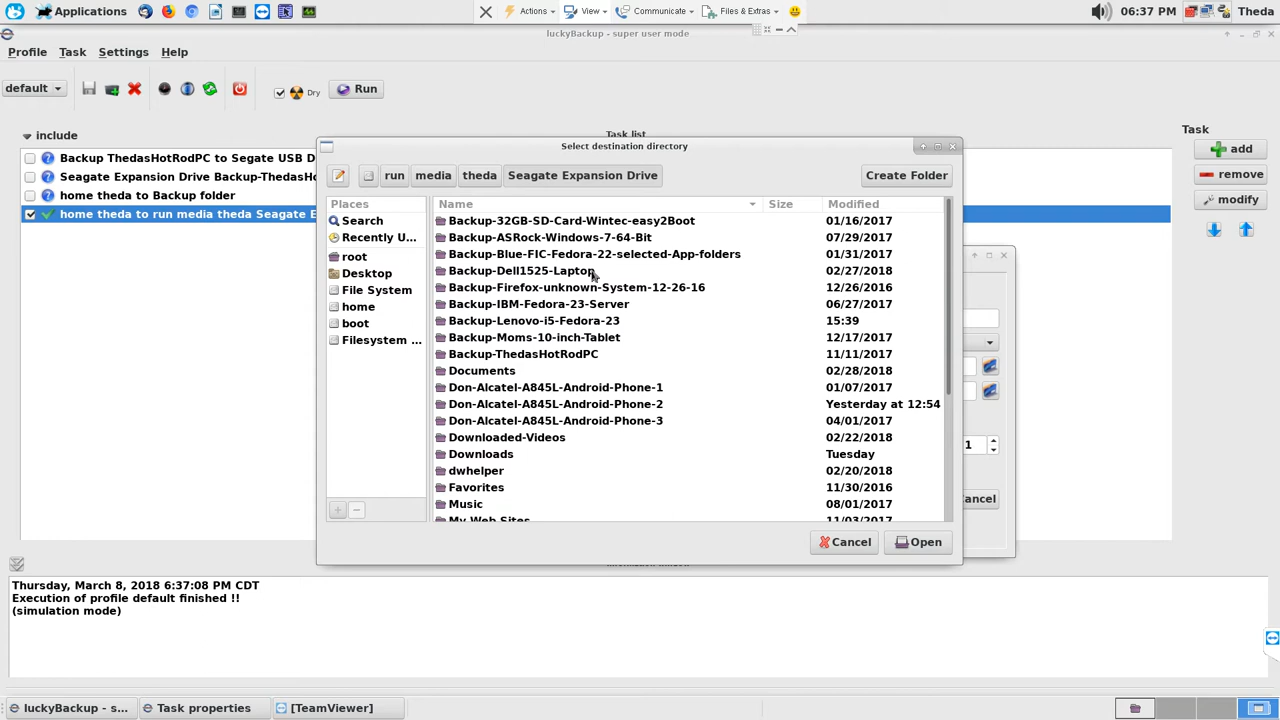 Applications
Actions
View
Communicate
Files & Extras
06:37 PM
Theda
luckyBackup - super user mode
Profile Task Settings Help
default
Dry
Run
include
Task list
Backup ThedasHotRodPC to Segate USB D
Seagate Expansion Drive Backup-ThedasHo
home theda to Backup folder
home theda to run media theda Seagate E
Task
add
remove
modify
Select destination directory
run media theda Seagate Expansion Drive Create Folder
Places
Search
Recently U...
root
Desktop
File System
home
boot
Filesystem ...
Name Size Modified
Backup-32GB-SD-Card-Wintec-easy2Boot 01/16/2017
Backup-ASRock-Windows-7-64-Bit 07/29/2017
Backup-Blue-FIC-Fedora-22-selected-App-folders 01/31/2017
Backup-Dell1525-Laptop 02/27/2018
Backup-Firefox-unknown-System-12-26-16 12/26/2016
Backup-IBM-Fedora-23-Server 06/27/2017
Backup-Lenovo-i5-Fedora-23 15:39
Backup-Moms-10-inch-Tablet 12/17/2017
Backup-ThedasHotRodPC 11/11/2017
Documents 02/28/2018
Don-Alcatel-A845L-Android-Phone-1 01/07/2017
Don-Alcatel-A845L-Android-Phone-2 Yesterday at 12:54
Don-Alcatel-A845L-Android-Phone-3 04/01/2017
Downloaded-Videos 02/22/2018
Downloads Tuesday
dwhelper 02/20/2018
Favorites 11/30/2016
Music 08/01/2017
My Web Sites 11/03/2017
Cancel Open
1
Cancel
Thursday, March 8, 2018 6:37:08 PM CDT
Execution of profile default finished !!
(simulation mode)
luckyBackup - s...
Task properties
[TeamViewer]